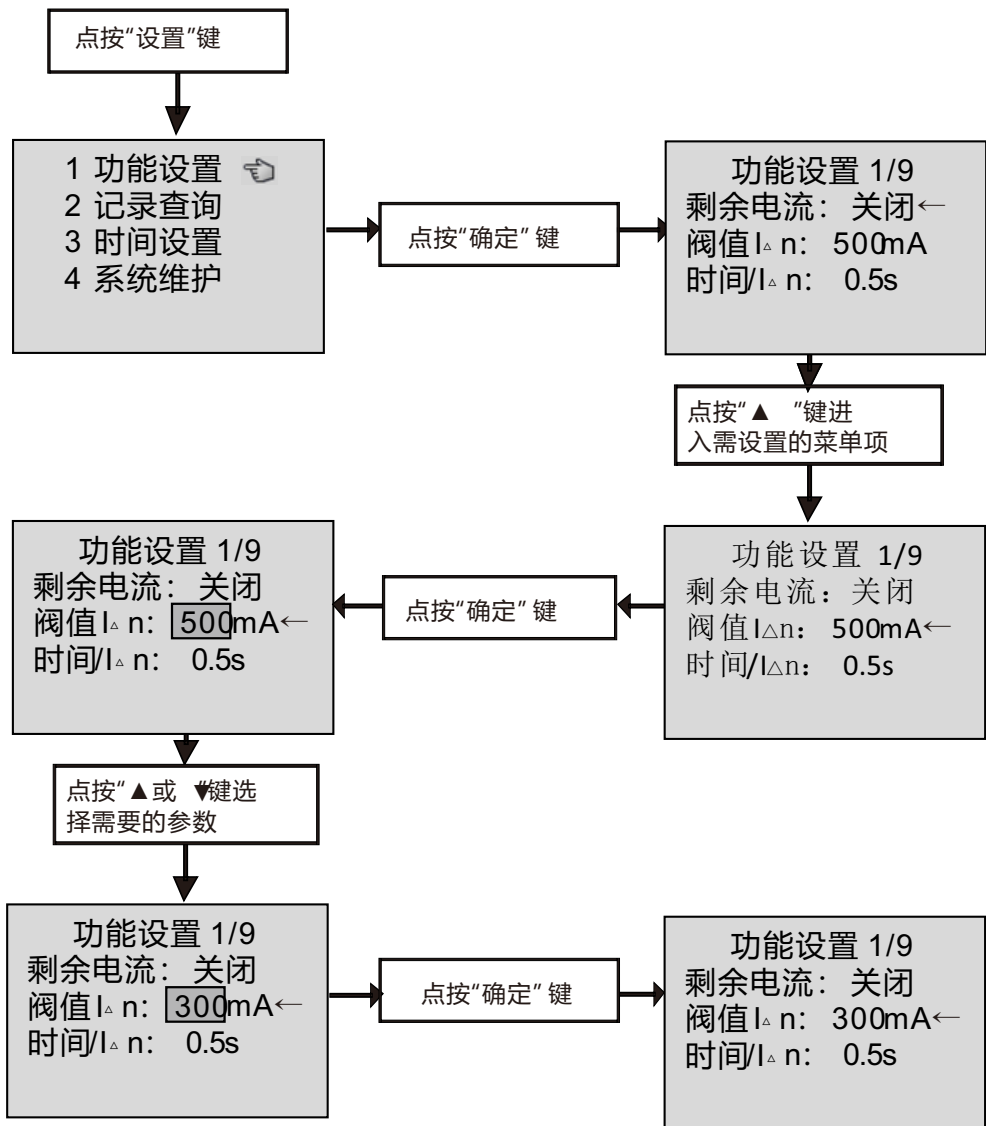 点按“设置”键
1 功能设置
2 记录查询
3 时间设置
4 系统维护
点按“确定” 键
功能设置 1/9
剩余电流： 关闭←
阀值I△n： 500mA
时间/I△n： 0.5s
点按“▲ ”键进
入需设置的菜单项
功能设置 1/9
剩余电流：关闭
阀值I△n： 500mA←
时间/I△n： 0.5s
点按“确定” 键
功能设置 1/9
剩余电流： 关闭
阀值I△n： 500mA←
时间/I△n： 0.5s
点按“▲或 ▼”键选
择需要的参数
功能设置 1/9
剩余电流： 关闭
阀值I△n： 300mA←
时间/I△n： 0.5s
点按“确定” 键
功能设置 1/9
剩余电流： 关闭
阀值I△n： 300mA←
时间/I△n： 0.5s